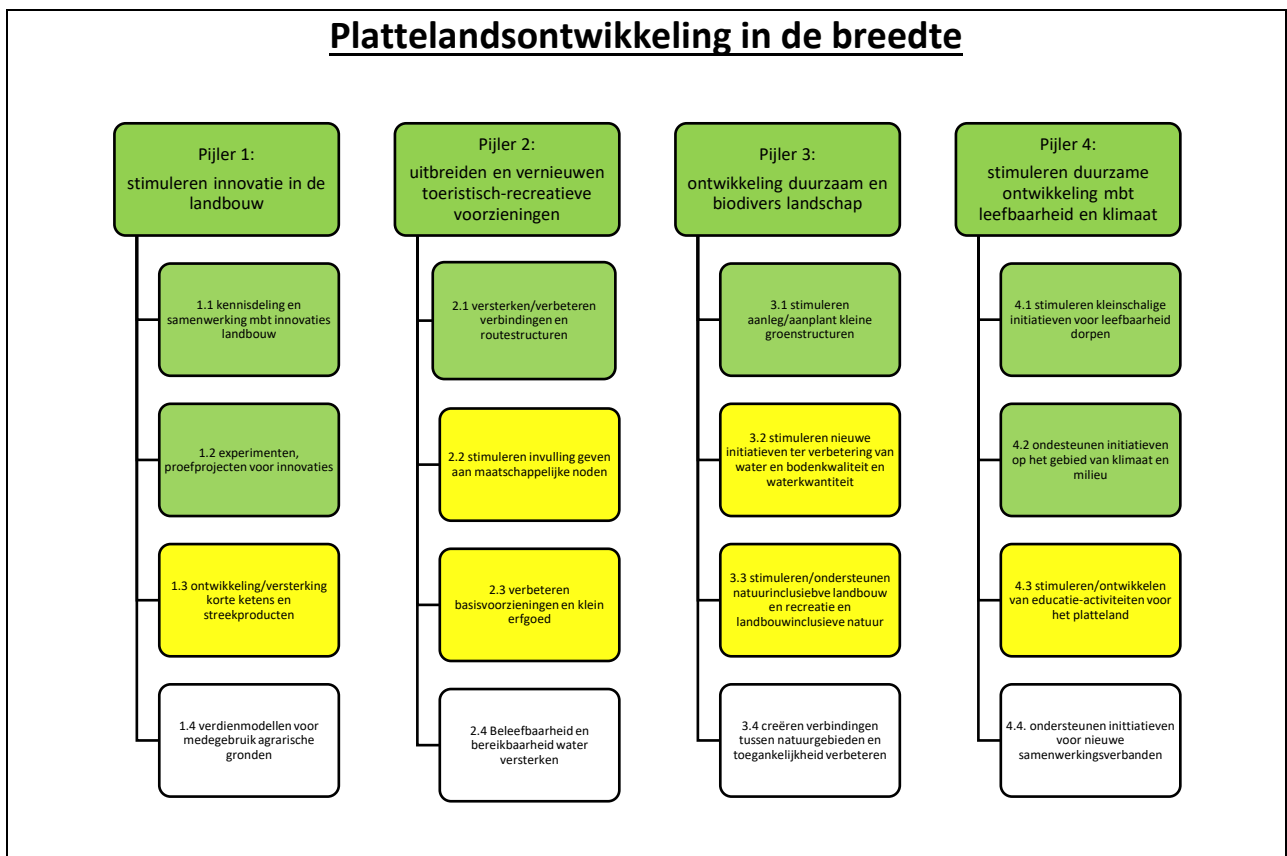 Plattelandsontwikkeling in de breedte
Pijler 1:
stimuleren innovatie in de
landbouw
1.1 kennisdeling en
samenwerking mbt innovaties
landbouw
1.2 experimenten,
proefprojecten voor innovaties
1.3 ontwikkeling/versterking
korte ketens en
streekproducten
1.4 verdienmodellen voor
medegebruik agrarische
gronden
Pijler 2:
uitbreiden en vernieuwen
toeristisch-recreatieve
voorzieningen
2.1 versterken/verbeteren
verbindingen en
routestructuren
2.2 stimuleren invulling geven
aan maatschappelijke noden
2.3 verbeteren
basisvoorzieningen en klein
erfgoed
2.4 Beleefbaarheid en
bereikbaarheid water
versterken
Pijler 3:
ontwikkeling duurzaam en
biodivers landschap
3.1 stimuleren
aanleg/aanplant kleine
groenstructuren
3.2 stimuleren nieuwe
initiatieven ter verbetering van
water en bodenkwaliteit en
waterkwantiteit
3.3 stimuleren/ondersteunen
natuurinclusiebve landbouw
en recreatie en
landbouwinclusieve natuur
3.4 creëren verbindingen
tussen natuurgebieden en
toegankelijkheid verbeteren
Pijler 4:
stimuleren duurzame
ontwikkeling mbt
leefbaarheid en klimaat
4.1 stimuleren kleinschalige
initiatieven voor leefbaarheid
dorpen
4.2 ondesteunen initiatieven
op het gebied van klimaat en
milieu
4.3 stimuleren/ontwikkelen
van educatie-activiteiten voor
het platteland
4.4. ondersteunen inittiatieven
voor nieuwe
samenwerkingsverbanden